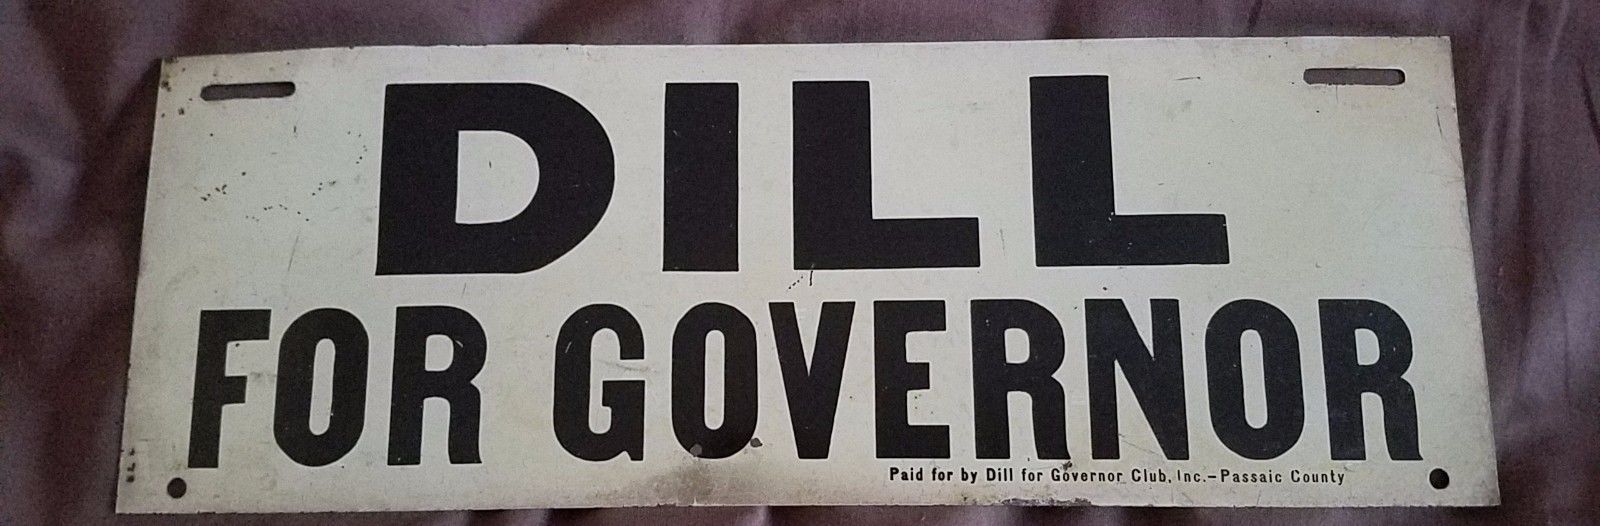 DILL
FOR GOVERNOR
Paid for by Dill for Governor Club, Inc.–Passaic County